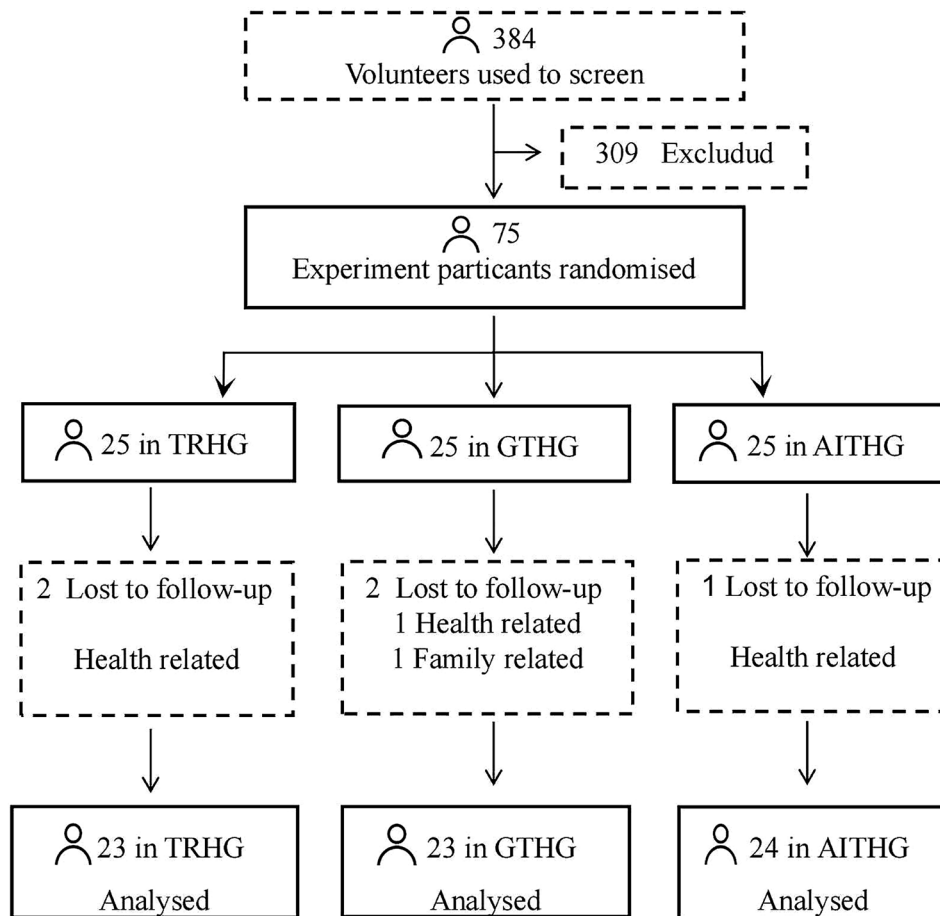 384
Volunteers used to screen
309 Excludud
75
Experiment particants randomised
25 in TRHG
25 in GTHG
25 in AITHG
2 Lost to follow-up
Health related
2 Lost to follow-up
1 Health related
1 Family related
1 Lost to follow-up
Health related
23 in TRHG
Analysed
23 in GTHG
Analysed
24 in AITHG
Analysed